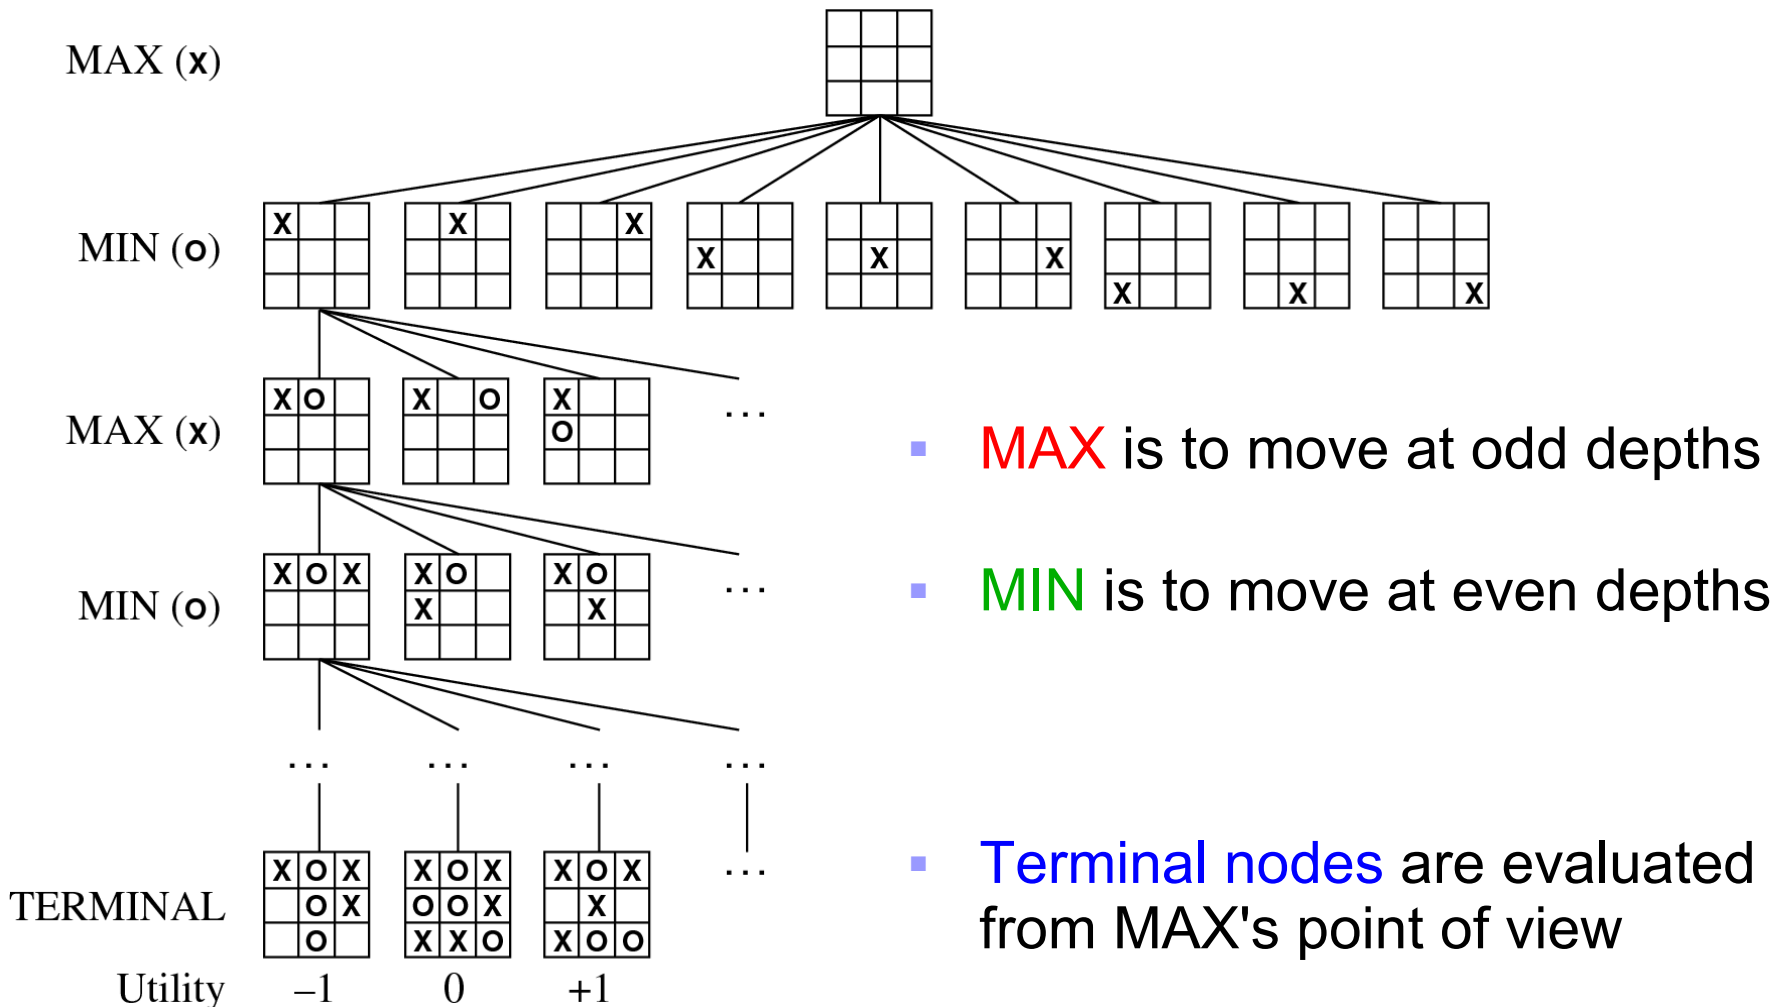 MAX (X)
MIN (O)
X X X X X X X X X
MAX (X)
X O X O X ...
O
MAX is to move at odd depths
MIN (O)
X O X X O X O ...
X X
MIN is to move at even depths
... ... ... ...
TERMINAL
X O X X O X X O X ...
O X O O X X
O X X O X O O
Terminal nodes are evaluated
from MAX's point of view
Utility –1 0 +1